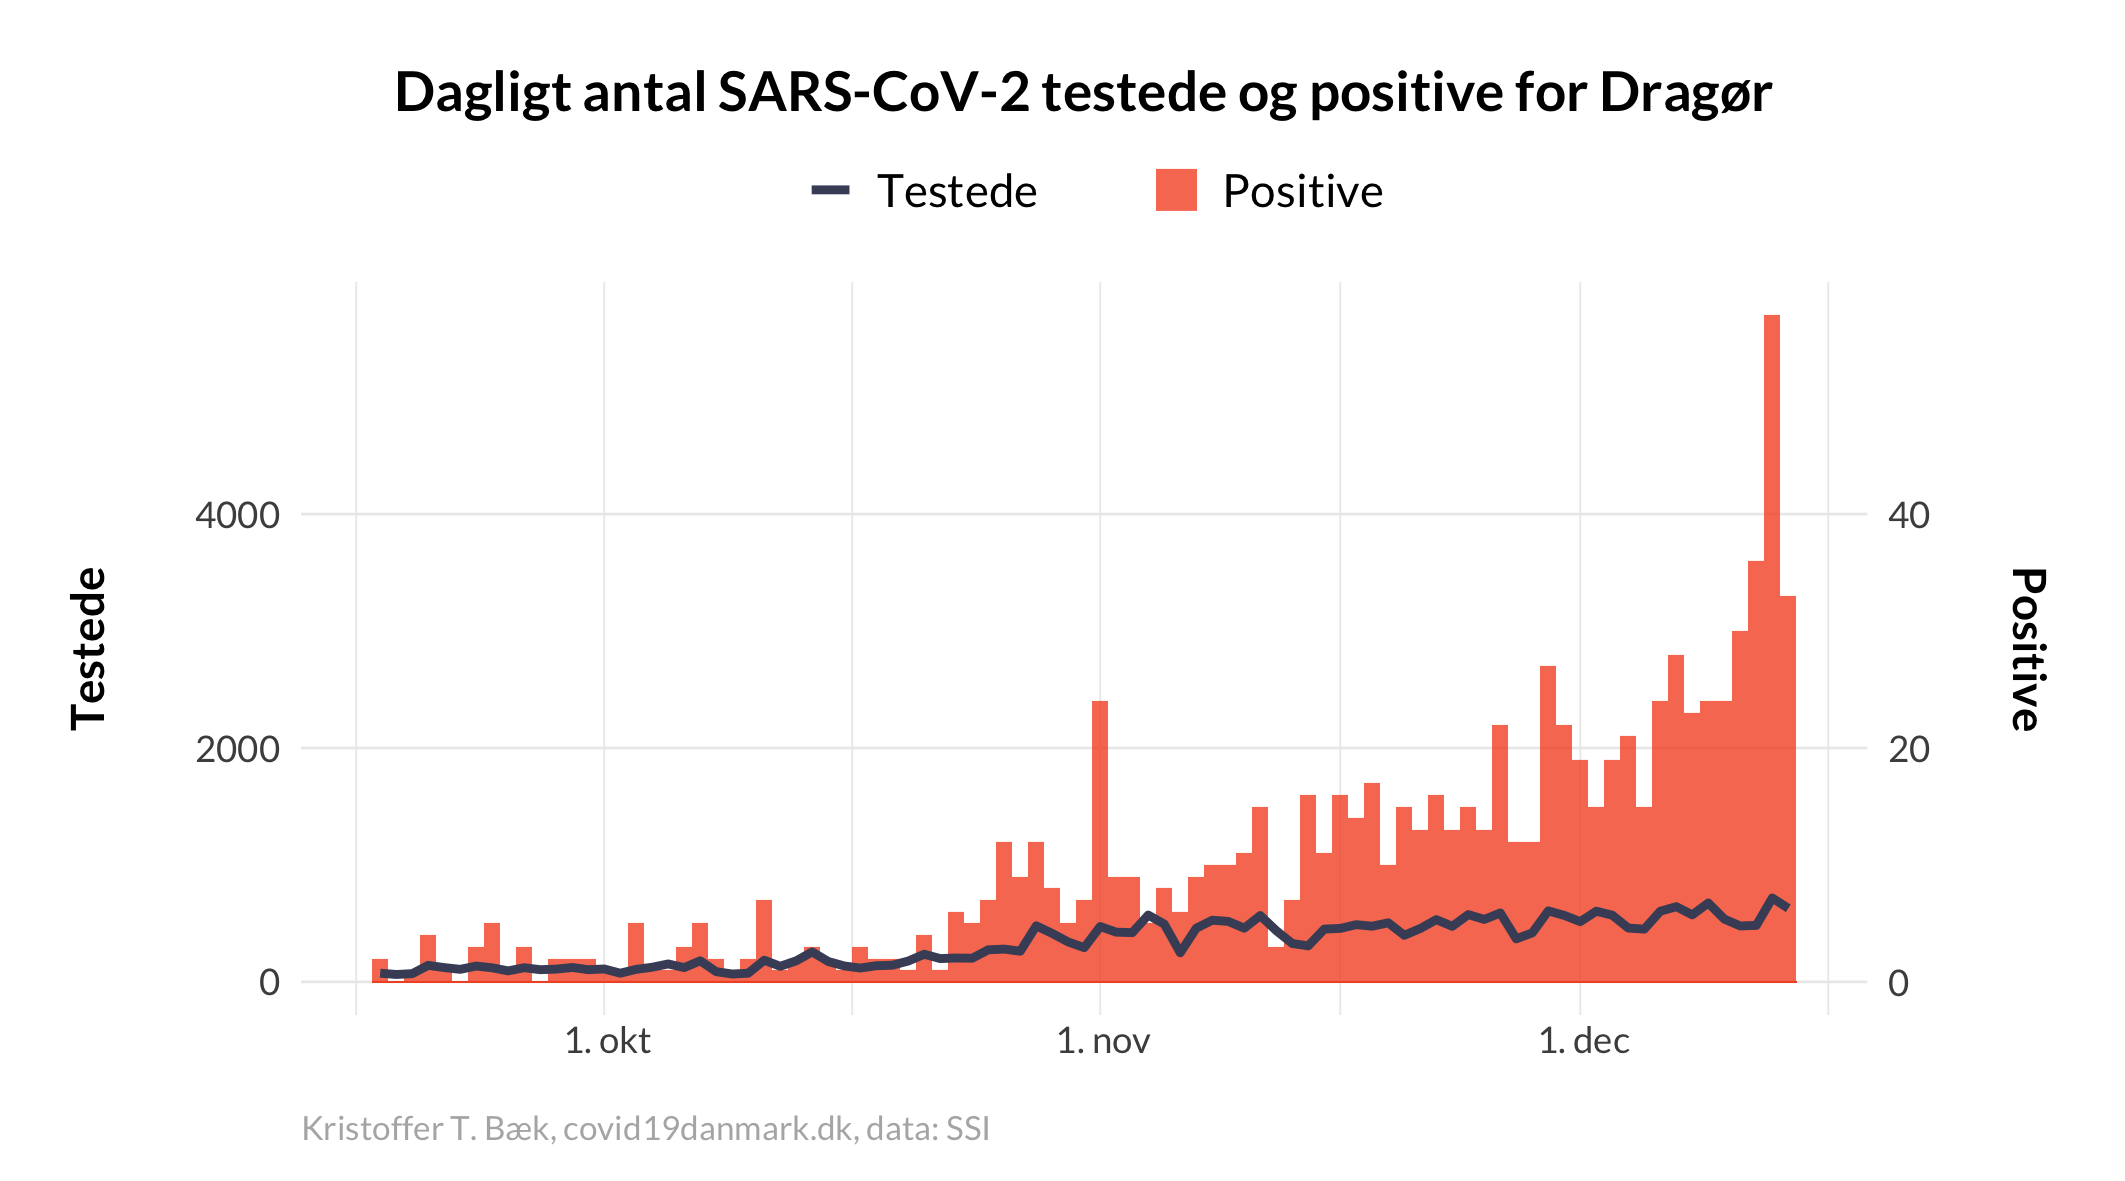 Dagligt antal SARS-CoV-2 testede og positive for Dragør
Testede
Positive
4000
2000
0
Testede
40
20
0
Positive
1. okt
1. nov
1. dec
Kristoffer T. Bæk, covid19danmark.dk, data: SSI